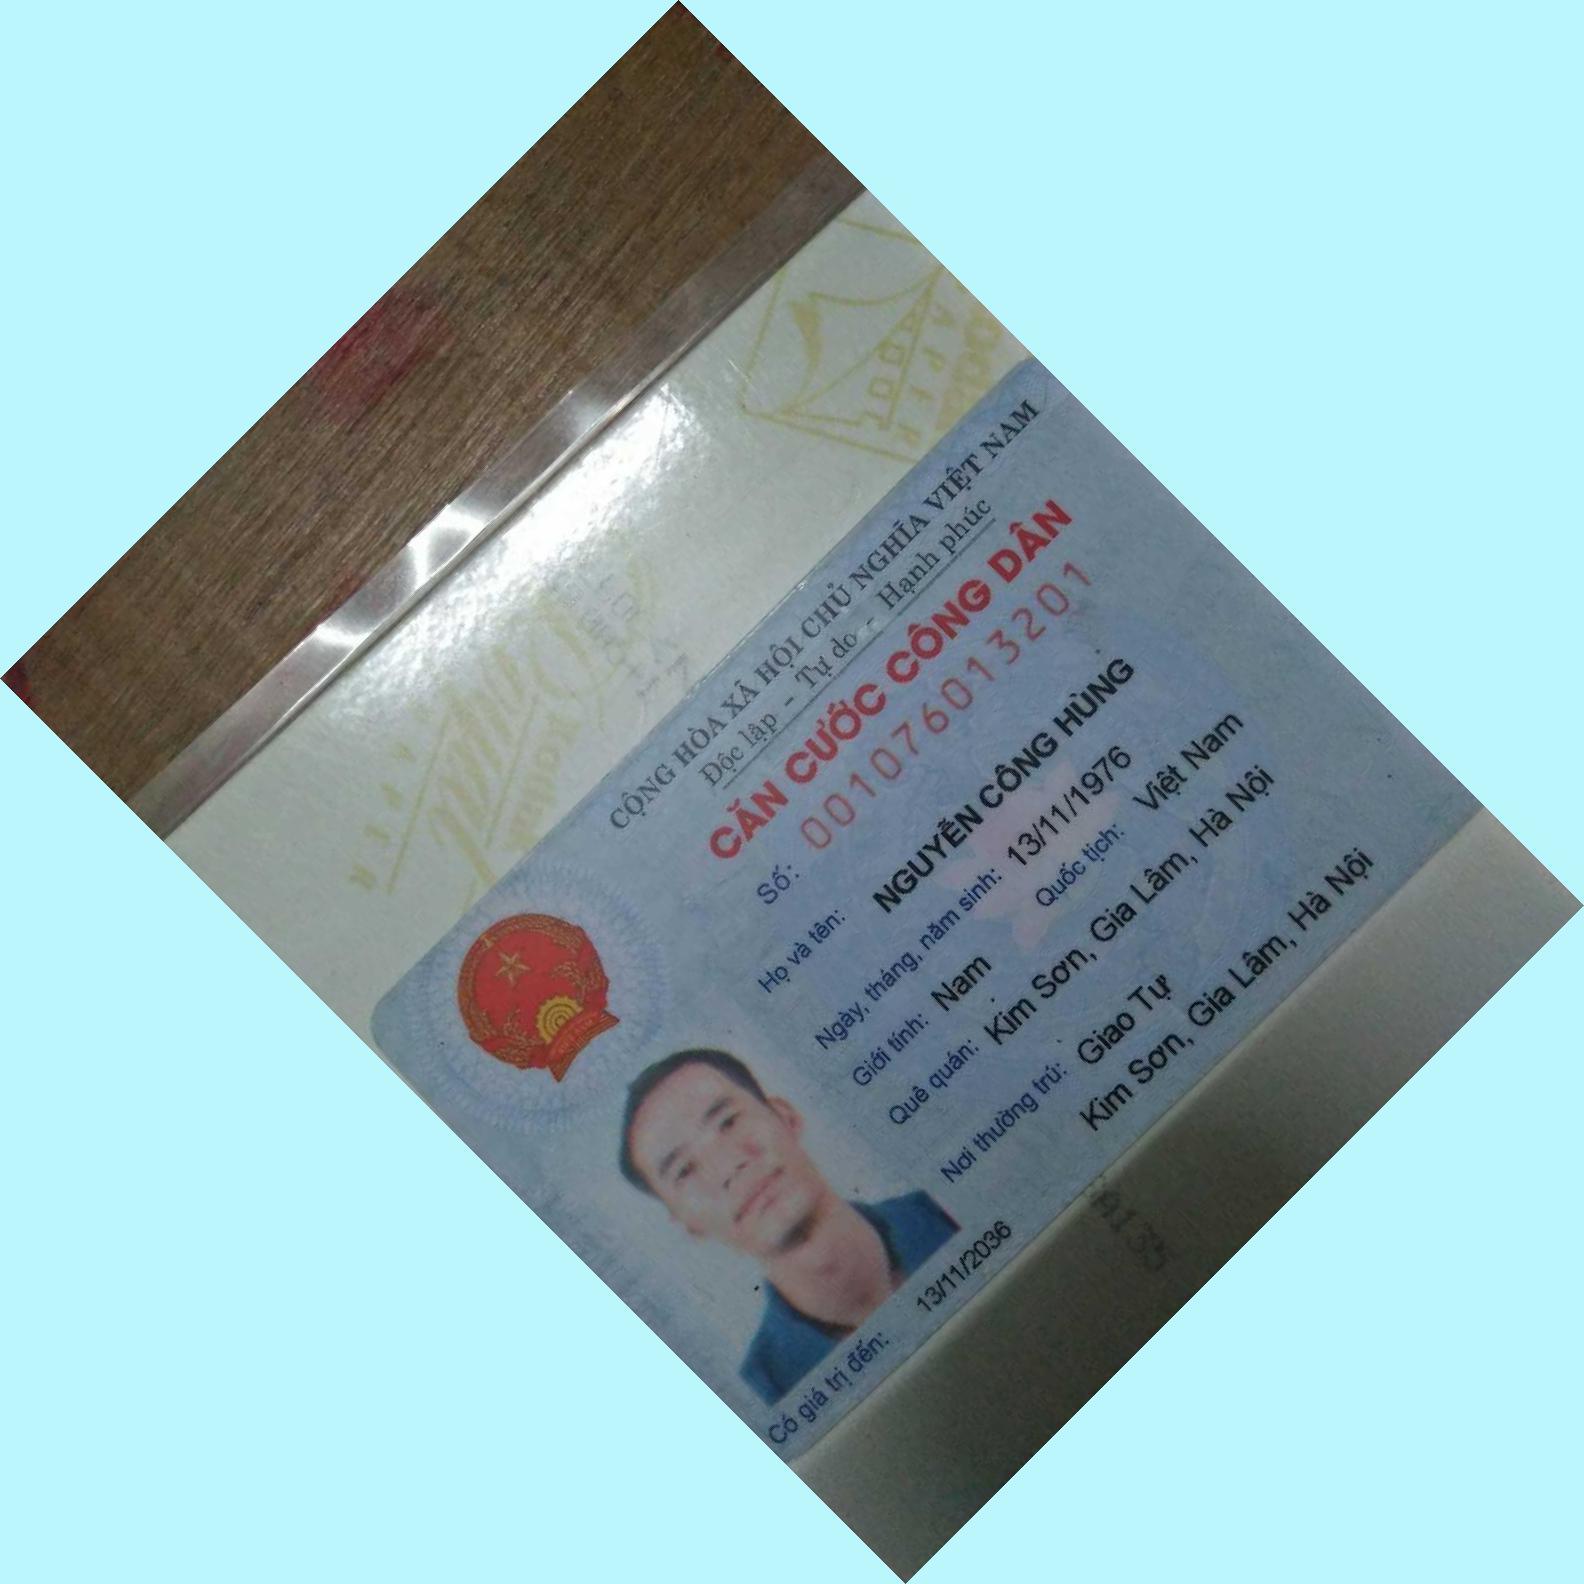 CỘNG HÒA XÃ HỘI CHỦ NGHĨA VIỆT NAM
Độc lập - Tự do - Hạnh phúc
CĂN CƯỚC CÔNG DÂN
Số: 001076013201
Họ và tên: NGUYỄN CÔNG HÙNG
Ngày, tháng, năm sinh: 13/11/1976
Giới tính: Nam Quốc tịch: Việt Nam
Quê quán: Kim Sơn, Gia Lâm, Hà Nội
Nơi thường trú: Giao Tự
Kim Sơn, Gia Lâm, Hà Nội
Có giá trị đến: 13/11/2036